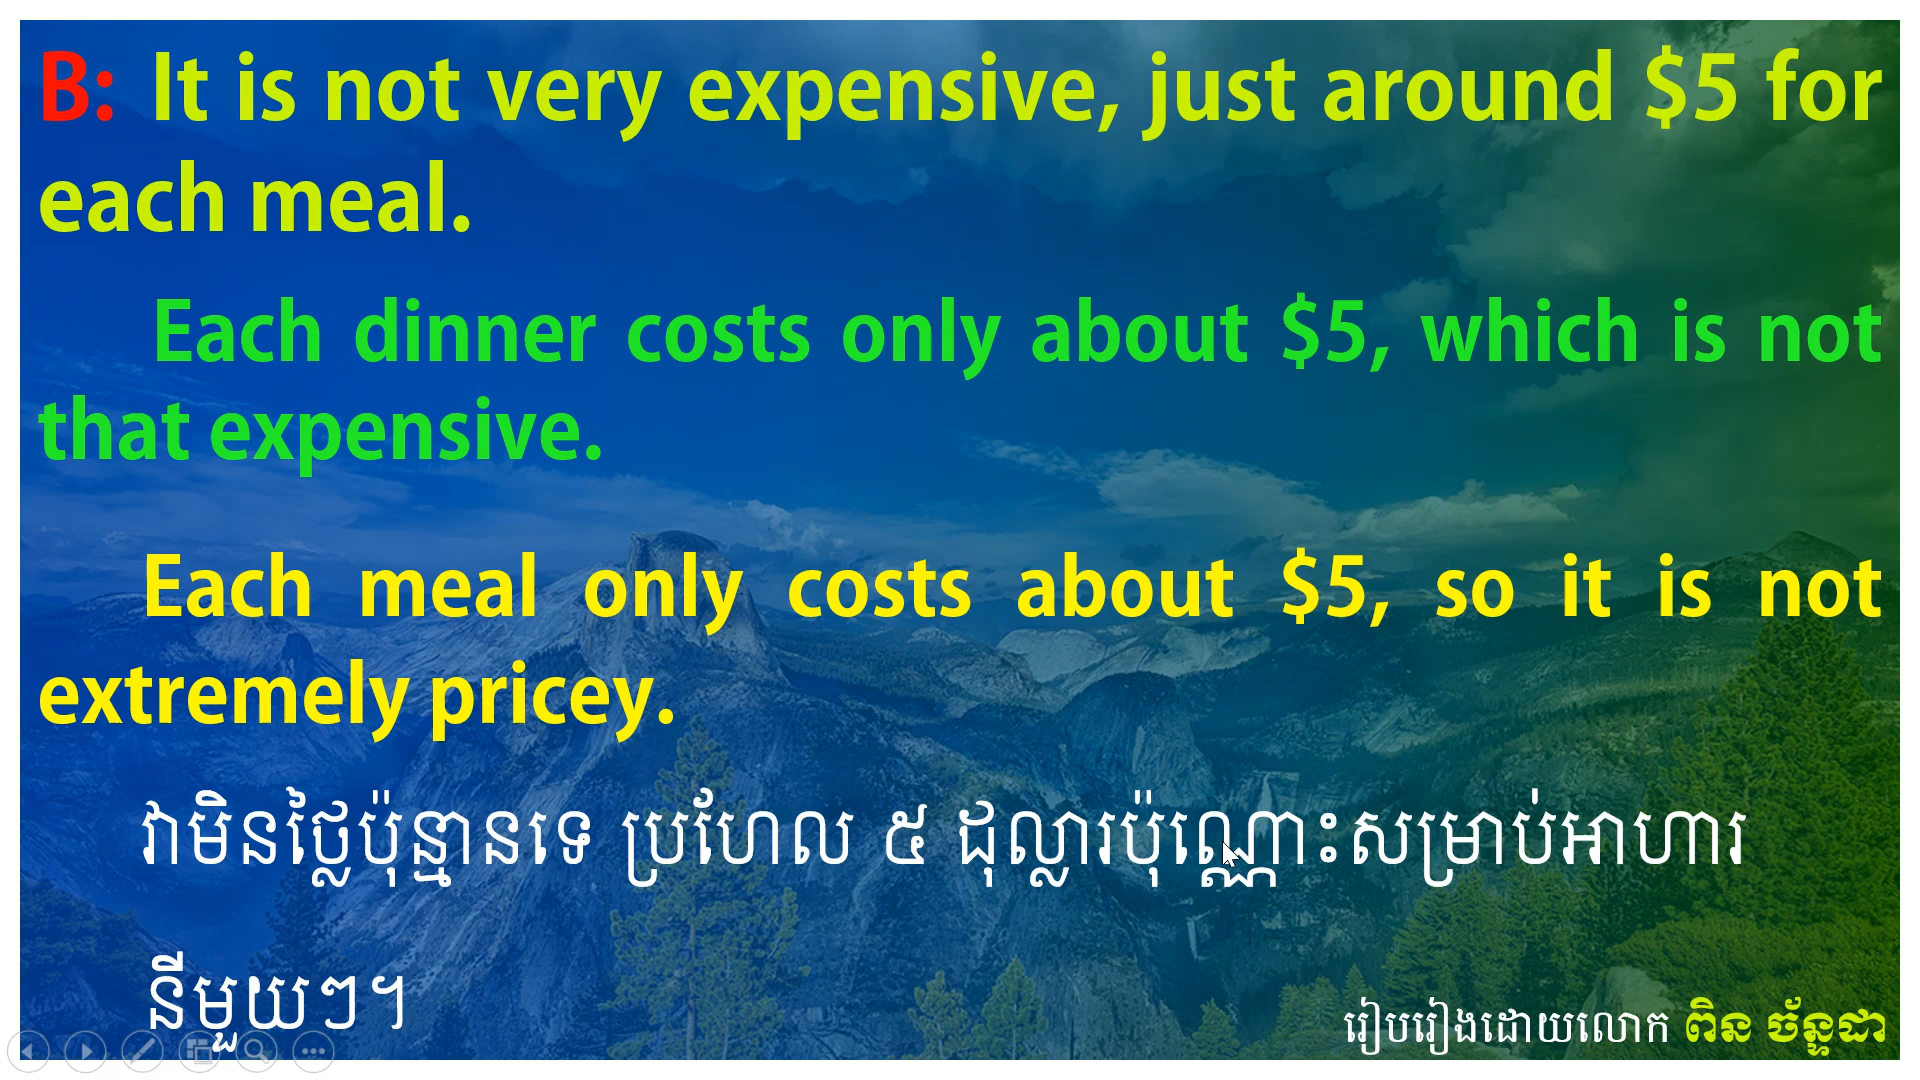 B: It is not very expensive, just around $5 for
each meal.
Each dinner costs only about $5, which is not
that expensive.
Each meal only costs about $5, so it is not
extremely pricey.
វាមិនថ្លៃប៉ុន្មានទេ ប្រហែល ៥ ដុល្លារប៉ុណ្ណោះសម្រាប់អាហារ
នីមួយៗ។
រៀបរៀងដោយលោក ពិន ច័ន្ទដា